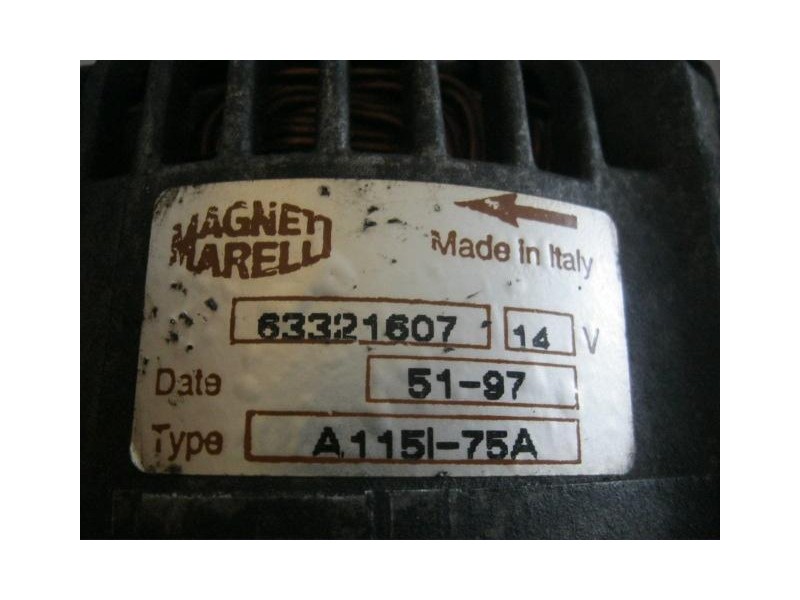 MAGNETI
MARELLI
Made in Italy
63321607 14 V
Date 51-97
Type A115I-75A